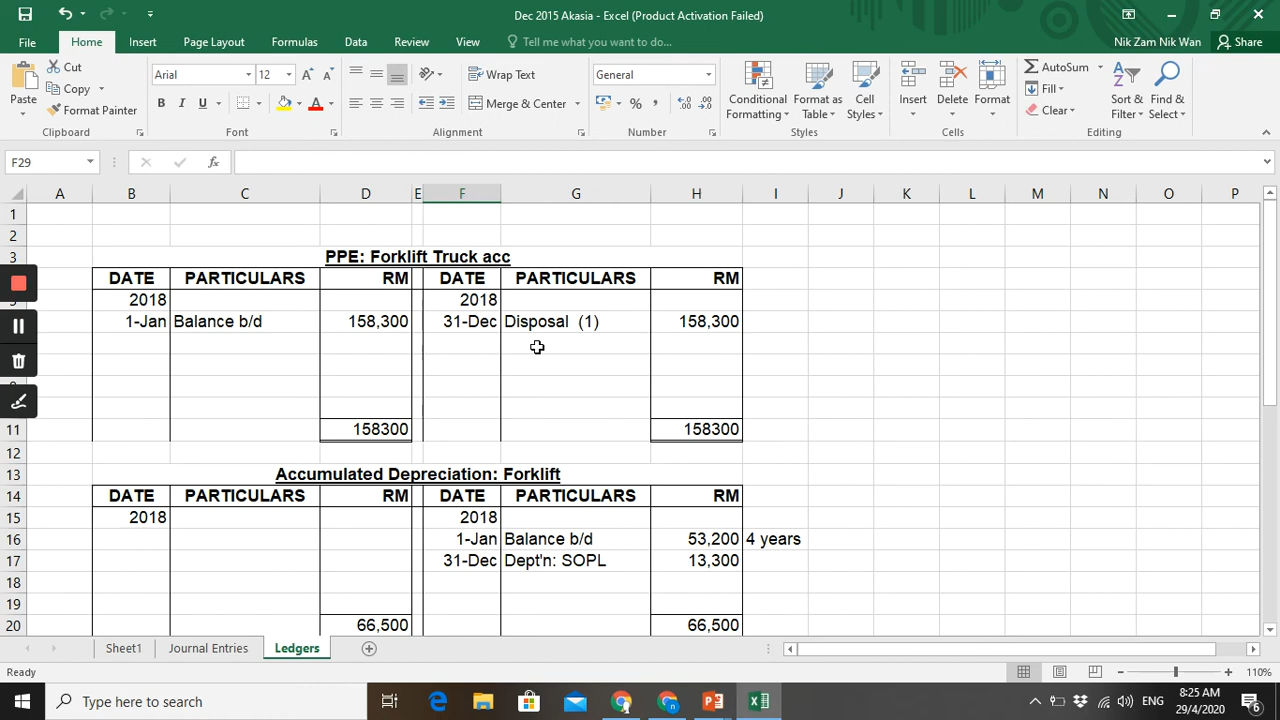 Dec 2015 Akasia - Excel (Product Activation Failed)
File Home Insert Page Layout Formulas Data Review View Tell me what you want to do... Nik Zam Nik Wan Share
Cut
Copy
Format Painter
Paste
Clipboard
Arial 12
B I U
Font
Wrap Text
Merge & Center
Alignment
General
%
Number
Conditional Formatting
Format as Table
Cell Styles
Styles
Insert Delete Format
Cells
AutoSum
Fill
Clear
Sort & Filter
Find & Select
Editing
F29 fx
A B C D E F G H I J K L M N O P
1
2
3 PPE: Forklift Truck acc
DATE PARTICULARS RM DATE PARTICULARS RM
2018 2018
1-Jan Balance b/d 158,300 31-Dec Disposal (1) 158,300
11 158300 158300
12
13 Accumulated Depreciation: Forklift
14 DATE PARTICULARS RM DATE PARTICULARS RM
15 2018 2018
16 1-Jan Balance b/d 53,200 4 years
17 31-Dec Dept'n: SOPL 13,300
18
19
20 66,500 66,500
Sheet1 Journal Entries Ledgers
Ready 110%
Type here to search
ENG
8:25 AM
29/4/2020
6